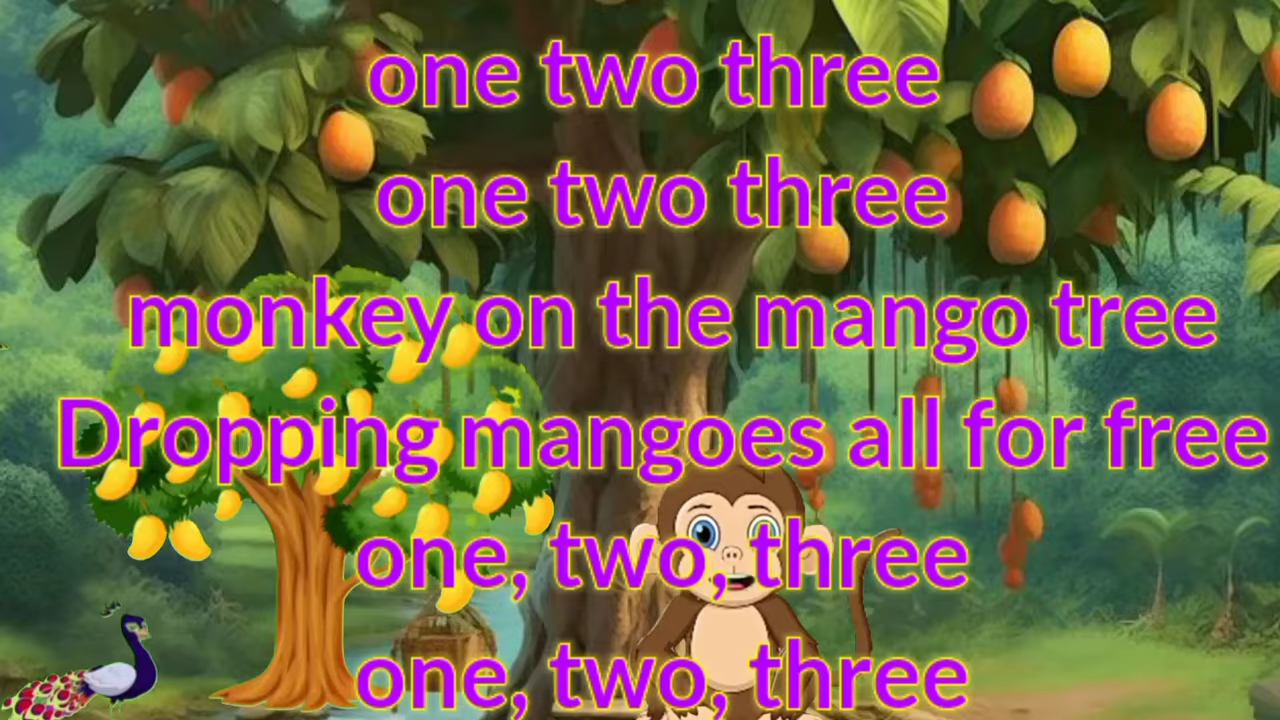 one two three
one two three
monkey on the mango tree
Dropping mangoes all for free
one, two, three
one, two, three